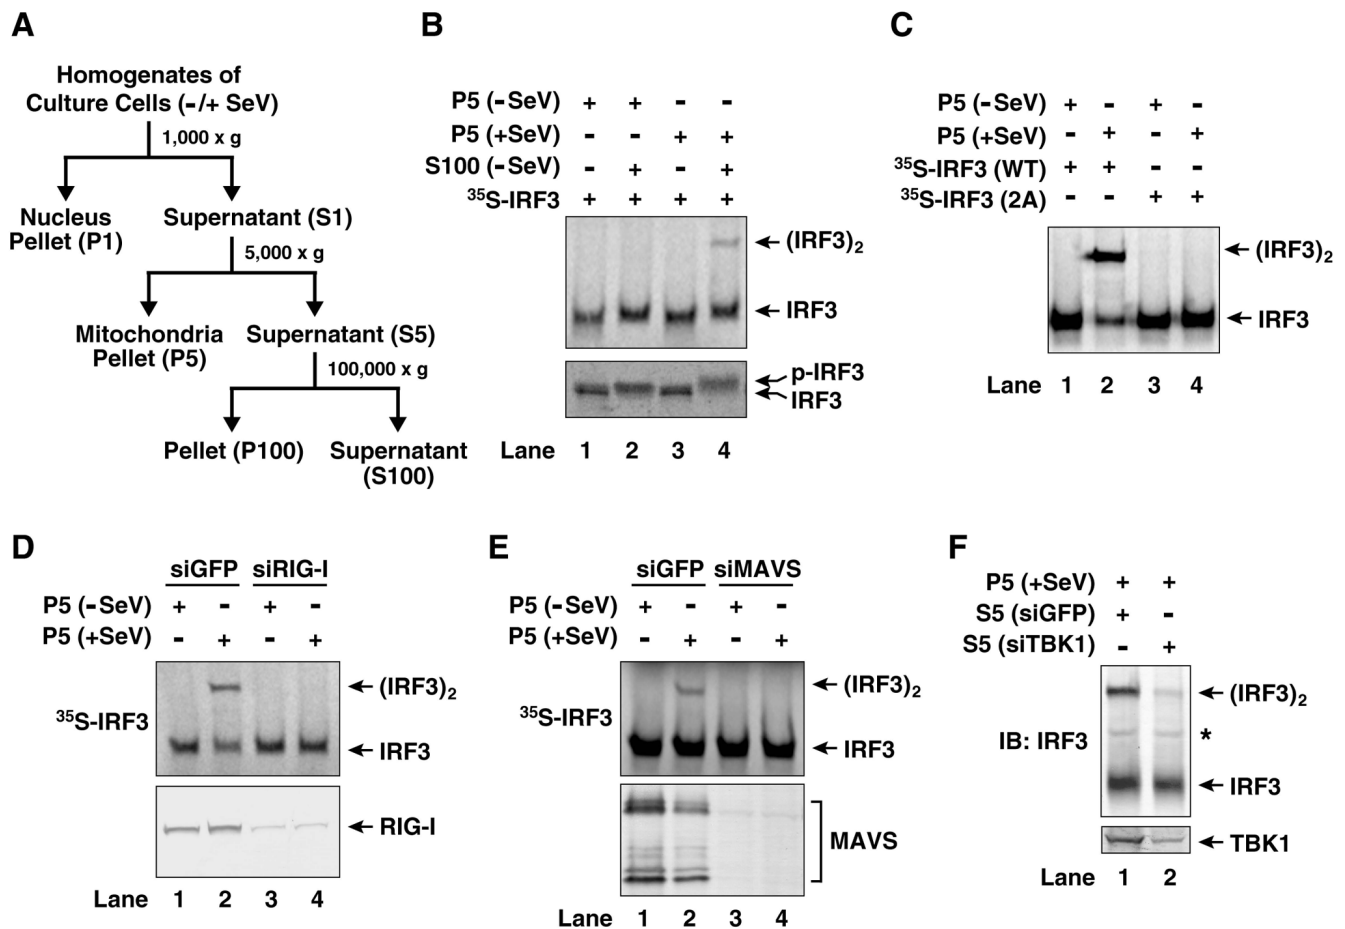 A
Homogenates of
Culture Cells (-/+ SeV)
1,000 x g
Nucleus
Pellet (P1)
Supernatant (S1)
5,000 x g
Mitochondria
Pellet (P5)
Supernatant (S5)
100,000 x g
Pellet (P100)
Supernatant
(S100)
B
P5 (-SeV) + + - -
P5 (+SeV) - - + +
S100 (-SeV) - + - +
³⁵S-IRF3 + + + +
(IRF3)₂
IRF3
p-IRF3
IRF3
Lane 1 2 3 4
C
P5 (-SeV) + - + -
P5 (+SeV) - + - +
³⁵S-IRF3 (WT) + + - -
³⁵S-IRF3 (2A) - - + +
(IRF3)₂
IRF3
Lane 1 2 3 4
D
siGFP siRIG-I
P5 (-SeV) + - + -
P5 (+SeV) - + - +
(IRF3)₂
³⁵S-IRF3
IRF3
RIG-I
Lane 1 2 3 4
E
siGFP siMAVS
P5 (-SeV) + - + -
P5 (+SeV) - + - +
(IRF3)₂
³⁵S-IRF3
IRF3
MAVS
Lane 1 2 3 4
F
P5 (+SeV) + +
S5 (siGFP) + -
S5 (siTBK1) - +
(IRF3)₂
IB: IRF3 *
IRF3
TBK1
Lane 1 2